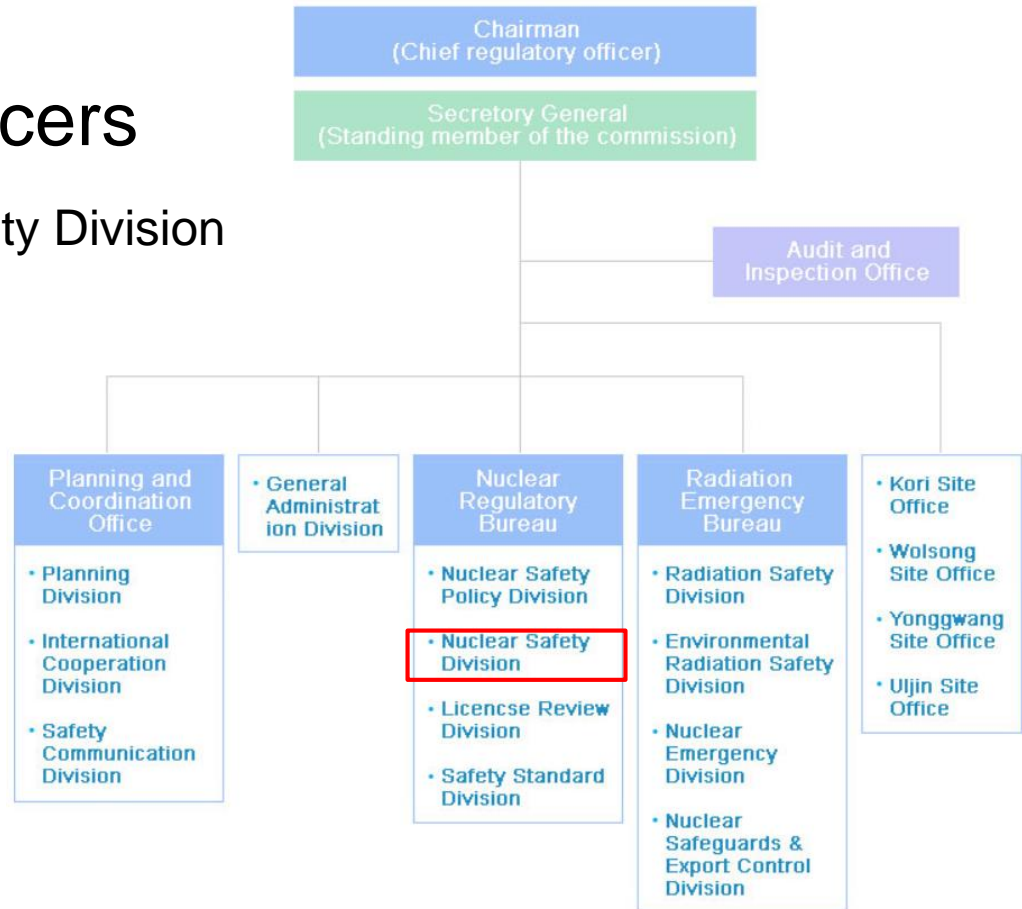 Chairman
(Chief regulatory officer)
Secretory General
(Standing member of the commission)
cers
ty Division
Audit and
Inspection Office
Planning and
Coordination
Office
• Planning
Division
• International
Cooperation
Division
• Safety
Communication
Division
• General
Administrat
ion Division
Nuclear
Regulatory
Bureau
• Nuclear Safety
Policy Division
• Nuclear Safety
Division
• Licencse Review
Division
• Safety Standard
Division
Radiation
Emergency
Bureau
• Radiation Safety
Division
• Environmental
Radiation Safety
Division
• Nuclear
Emergency
Division
• Nuclear
Safeguards &
Export Control
Division
• Kori Site
Office
• Wolsong
Site Office
• Yonggwang
Site Office
• Uljin Site
Office